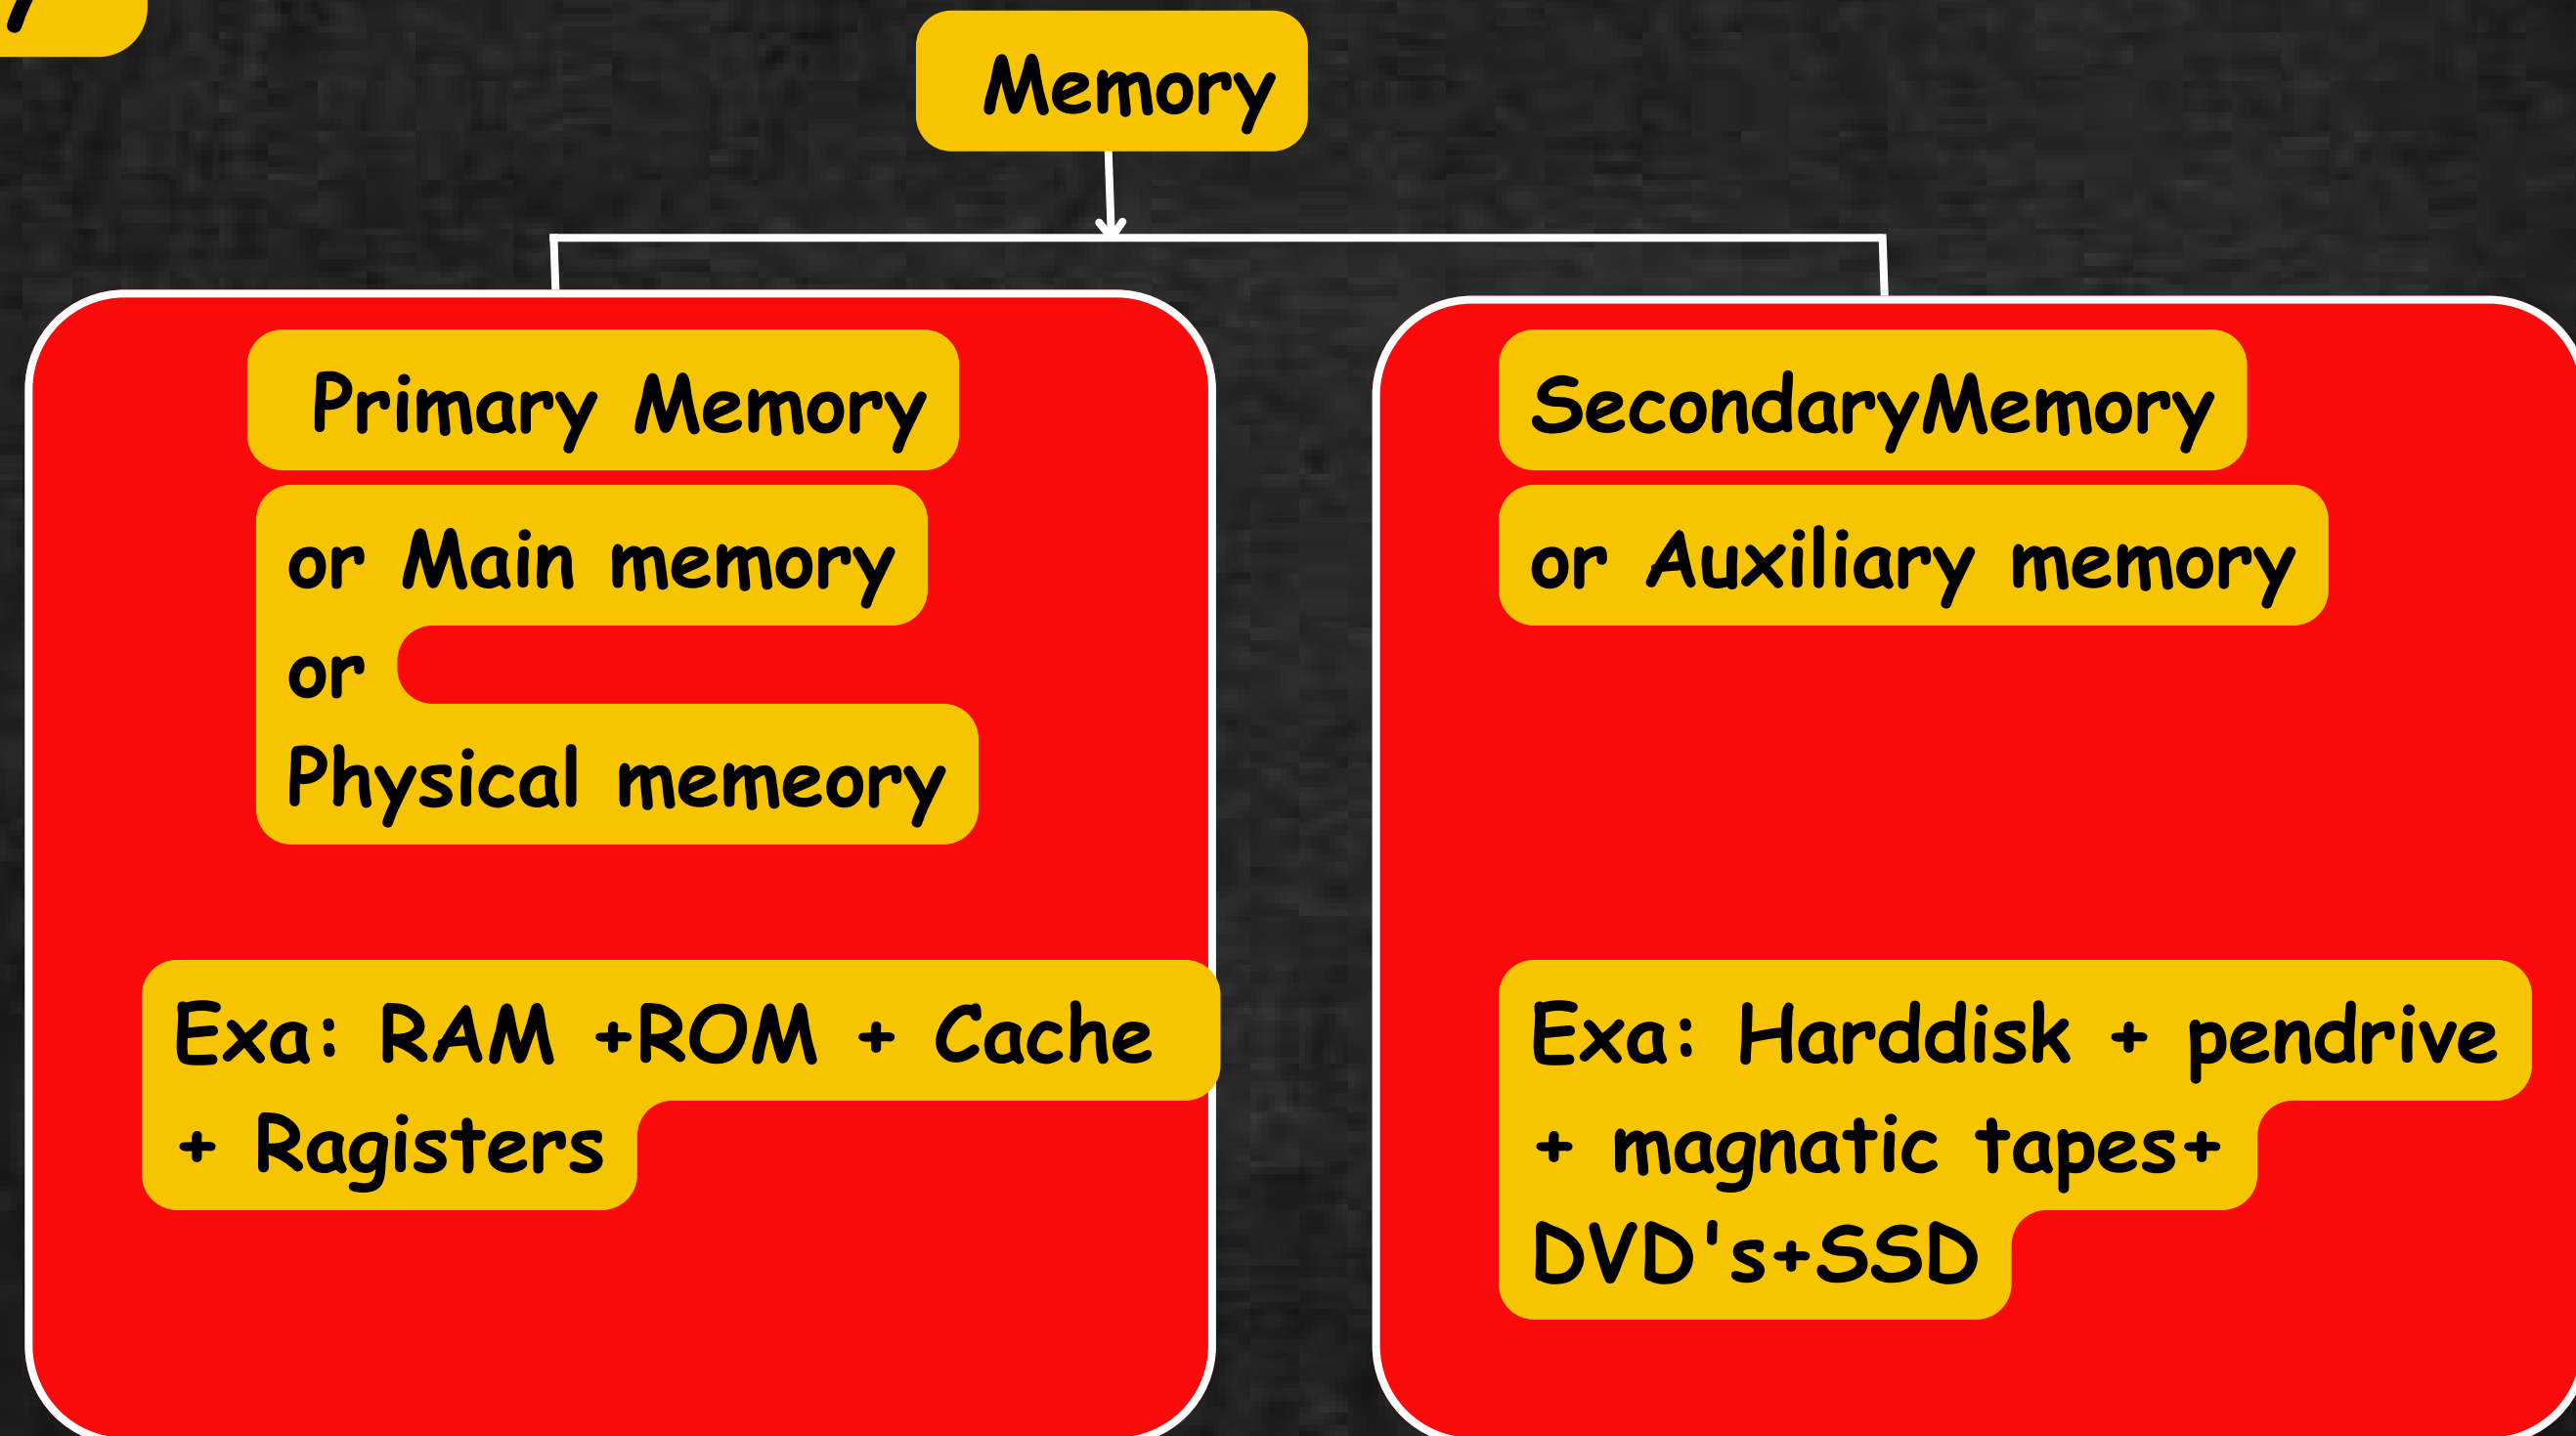 Memory
Primary Memory
or Main memory
or
Physical memeory
Exa: RAM +ROM + Cache
+ Ragisters
SecondaryMemory
or Auxiliary memory
Exa: Harddisk + pendrive
+ magnatic tapes+
DVD's+SSD